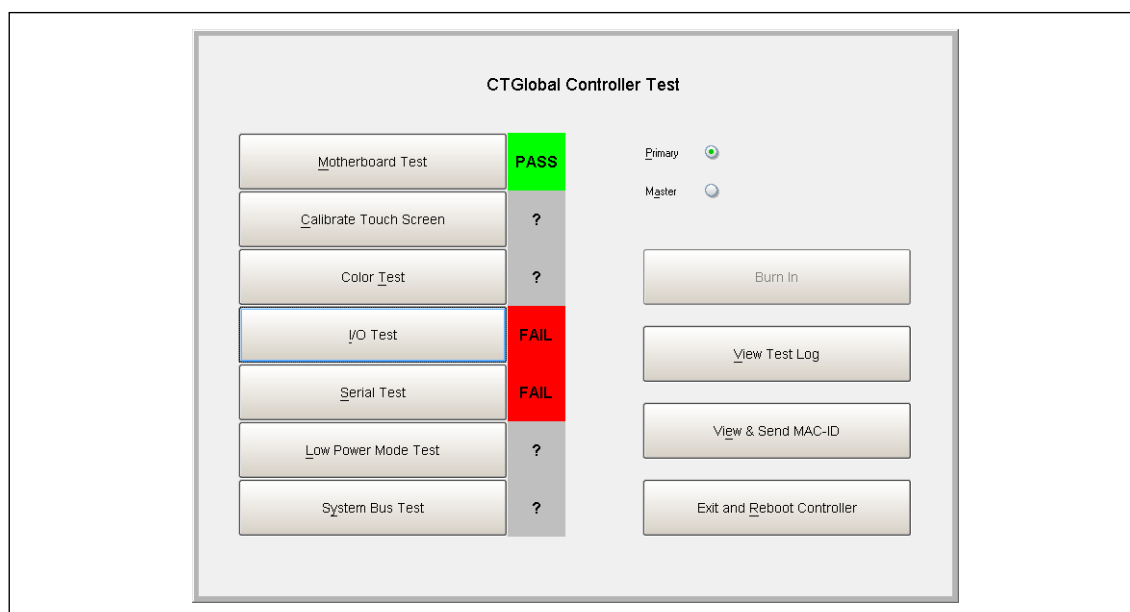 CTGlobal Controller Test
Motherboard Test PASS
Calibrate Touch Screen ?
Color Test ?
I/O Test FAIL
Serial Test FAIL
Low Power Mode Test ?
System Bus Test ?
Primary
Master
Burn In
View Test Log
View & Send MAC-ID
Exit and Reboot Controller